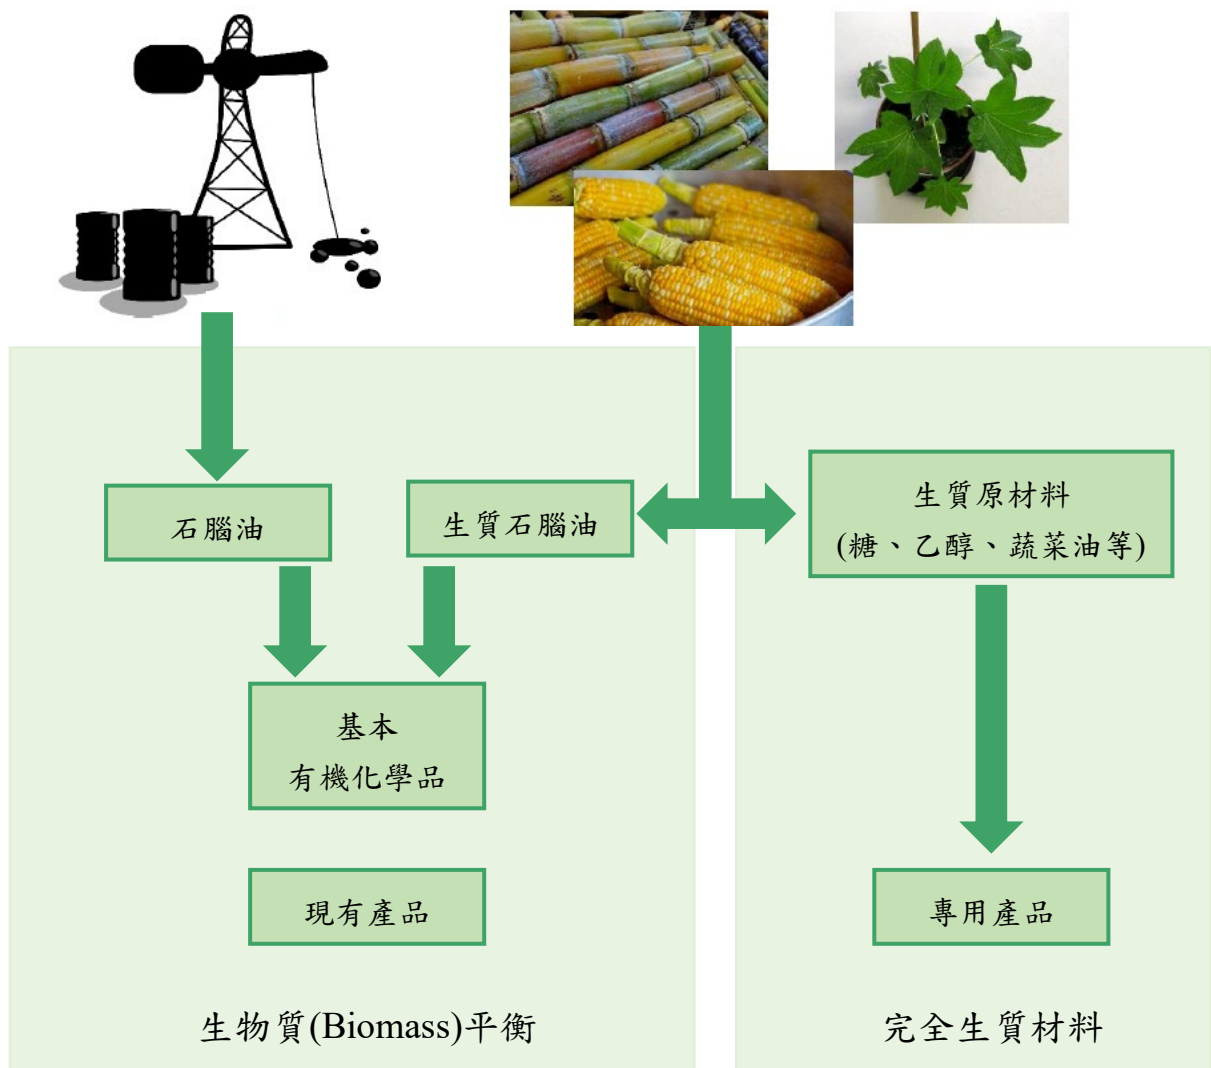 石腦油
生質石腦油
生質原材料
(糖、乙醇、蔬菜油等)
基本
有機化學品
現有產品
專用產品
生物質(Biomass)平衡
完全生質材料